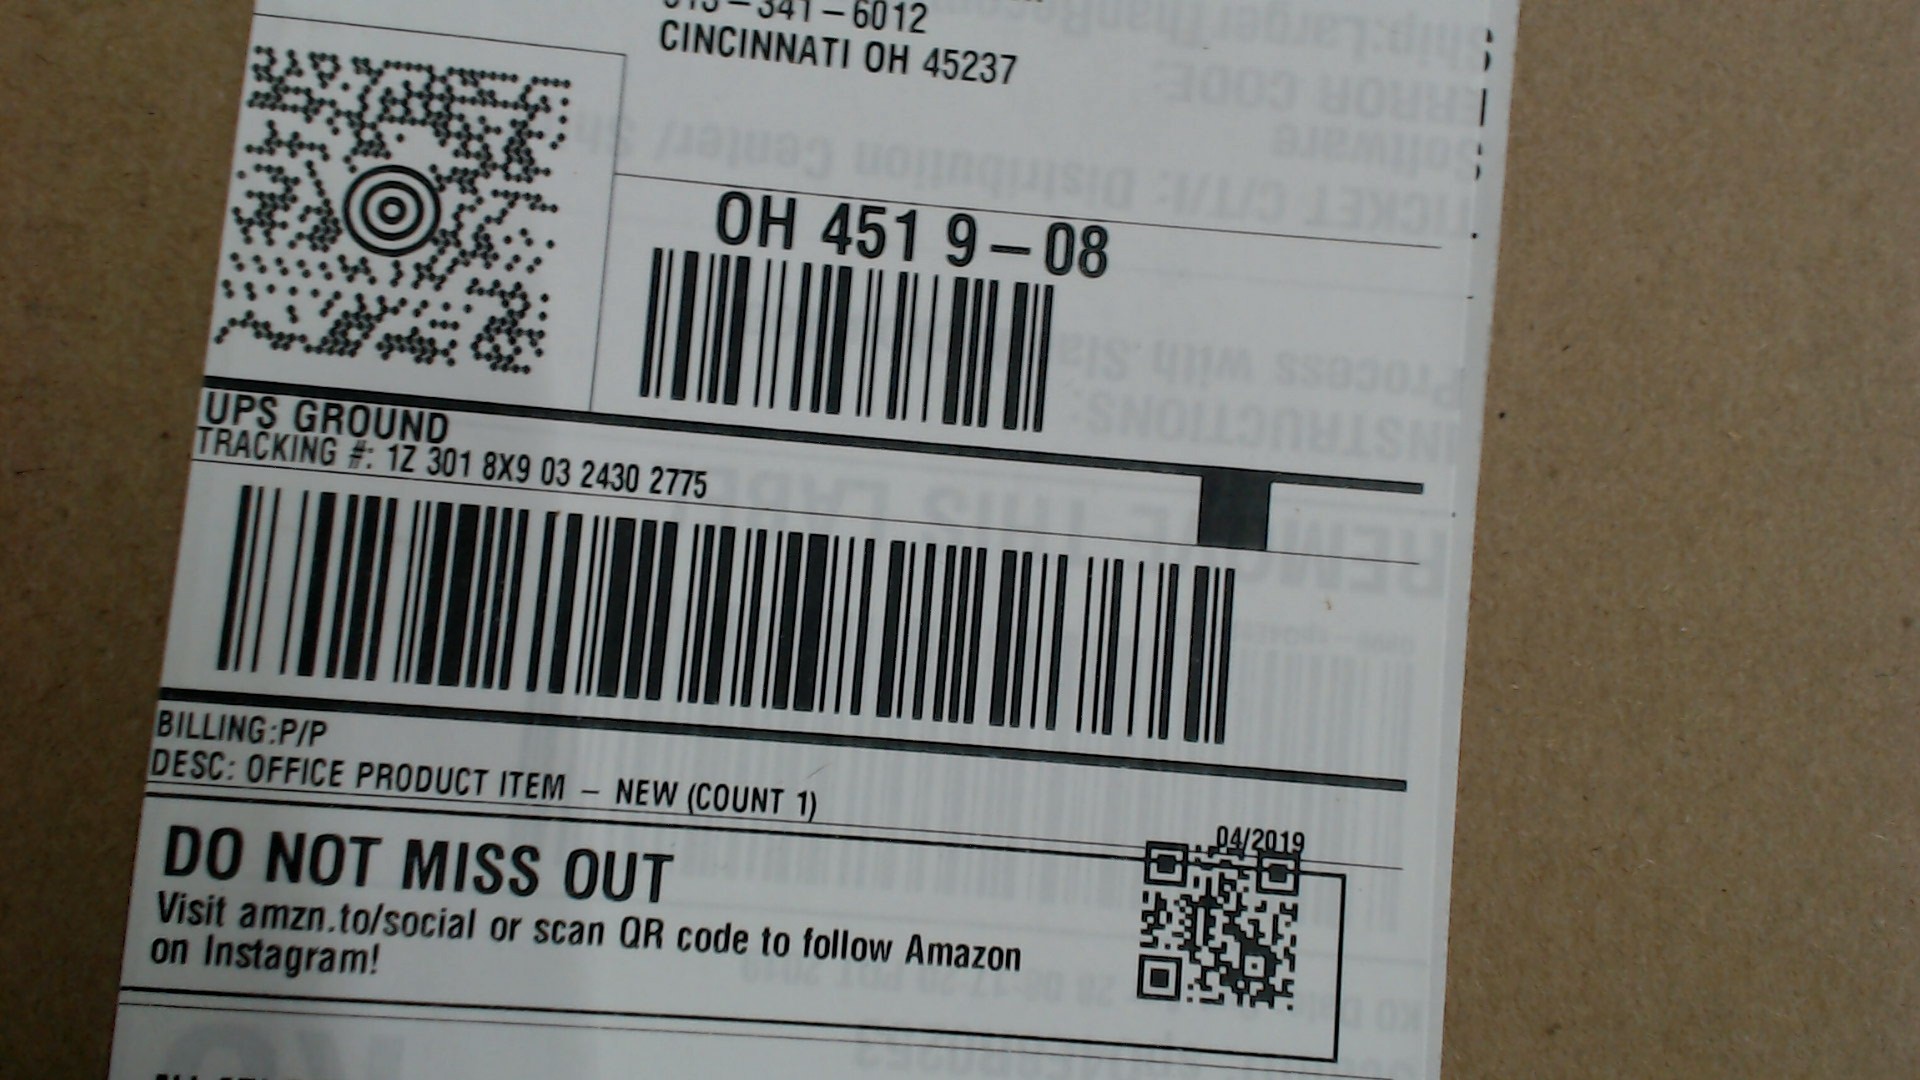 341-6012
CINCINNATI OH 45237
OH 451 9-08
UPS GROUND
TRACKING #: 1Z 301 8X9 03 2430 2775
BILLING:P/P
DESC: OFFICE PRODUCT ITEM - NEW (COUNT 1)
04/2019
DO NOT MISS OUT
Visit amzn.to/social or scan QR code to follow Amazon
on Instagram!